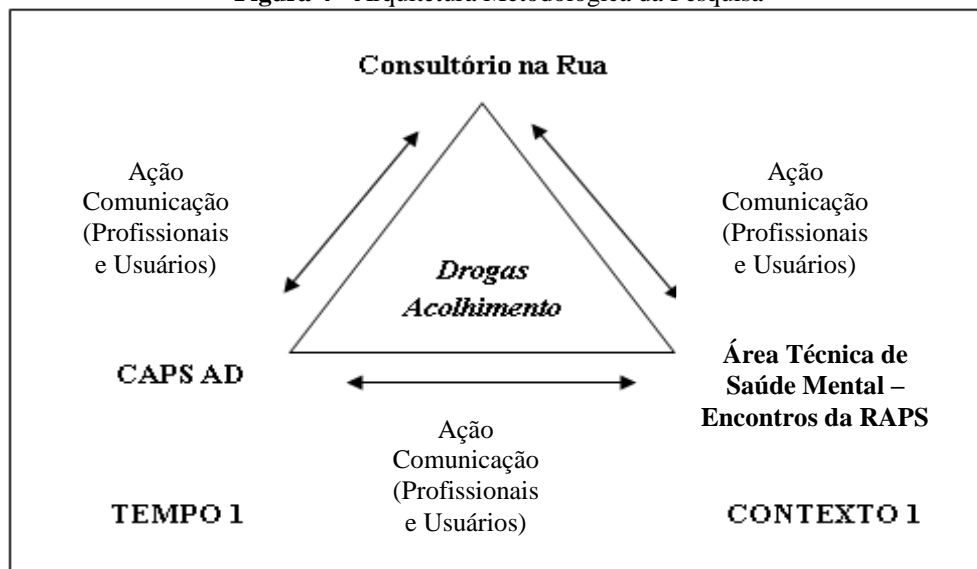 Consultório na Rua
Ação
Comunicação
(Profissionais
e Usuários)
Ação
Comunicação
(Profissionais
e Usuários)
Drogas
Acolhimento
CAPS AD
Área Técnica de
Saúde Mental –
Encontros da RAPS
Ação
Comunicação
(Profissionais
e Usuários)
TEMPO 1
CONTEXTO 1